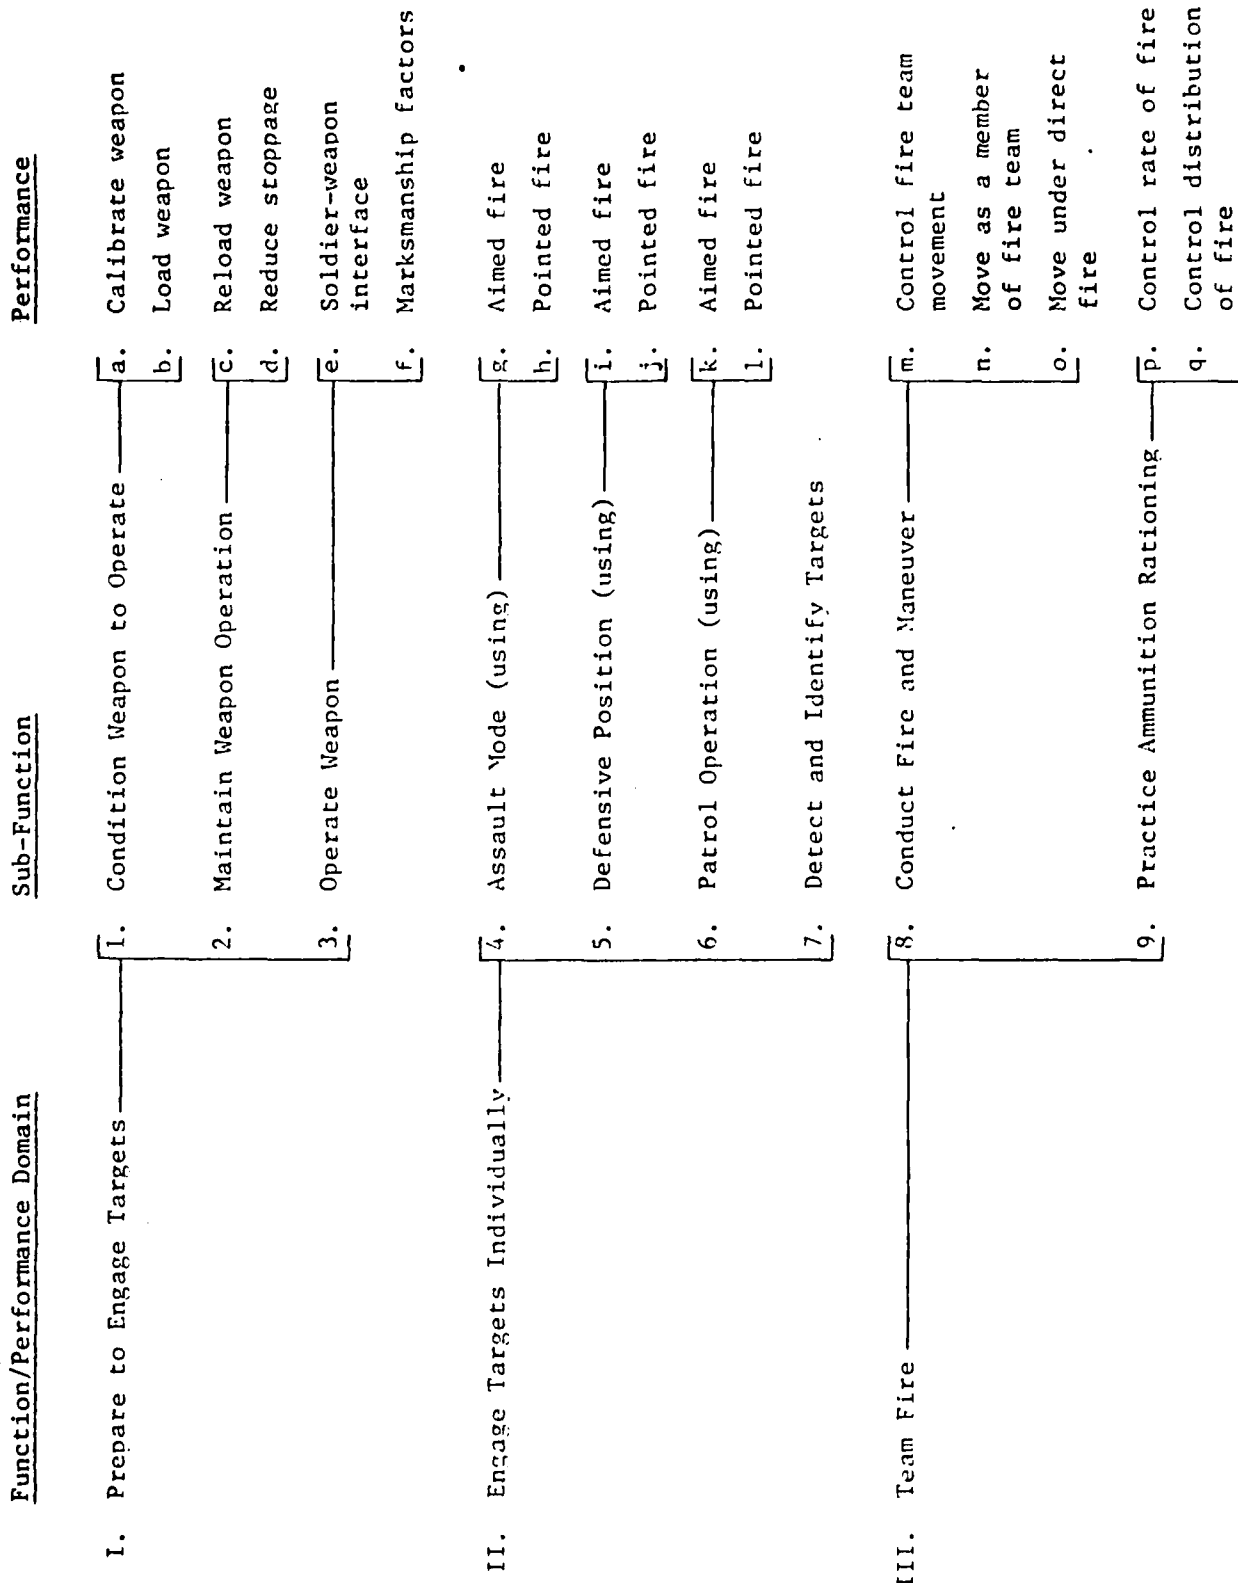 Function/Performance Domain
Sub-Function
Performance
I. Prepare to Engage Targets
1. Condition Weapon to Operate
a. Calibrate weapon
b. Load weapon
2. Maintain Weapon Operation
c. Reload weapon
d. Reduce stoppage
3. Operate Weapon
e. Soldier-weapon
interface
f. Marksmanship factors
II. Engage Targets Individually
4. Assault Mode (using)
g. Aimed fire
h. Pointed fire
5. Defensive Position (using)
i. Aimed fire
j. Pointed fire
6. Patrol Operation (using)
k. Aimed fire
l. Pointed fire
7. Detect and Identify Targets
III. Team Fire
8. Conduct Fire and Maneuver
m. Control fire team
movement
n. Move as a member
of fire team
o. Move under direct
fire
9. Practice Ammunition Rationing
p. Control rate of fire
q. Control distribution
of fire